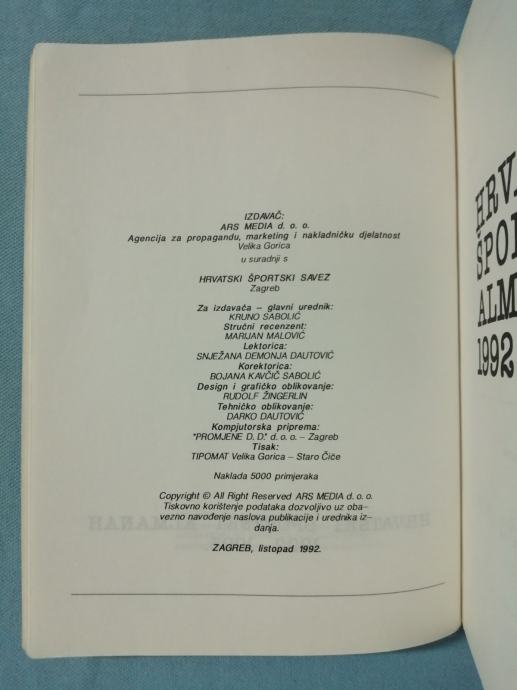 IZDAVAČ:
ARS MEDIA d. o. o.
Agencija za propagandu, marketing i nakladničku djelatnost
Velika Gorica
u suradnji s
HRVATSKI ŠPORTSKI SAVEZ
Zagreb
Za izdavača – glavni urednik:
KRUNO SABOLIĆ
Stručni recenzent:
MARIJAN MALOVIĆ
Lektorica:
SNJEŽANA DEMONJA DAUTOVIĆ
Korektorica:
BOJANA KAVČIČ SABOLIĆ
Design i grafičko oblikovanje:
RUDOLF ŽINGERLIN
Tehničko oblikovanje:
DARKO DAUTOVIĆ
Kompjutorska priprema:
"PROMJENE D. D." d. o. o. – Zagreb
Tisak:
TIPOMAT Velika Gorica – Staro Čiče
Naklada 5000 primjeraka
Copyright © All Right Reserved ARS MEDIA d. o. o.
Tiskovno korištenje podataka dozvoljivo uz oba–
vezno navođenje naslova publikacije i urednika iz–
danja.
ZAGREB, listopad 1992.
HRVA
ŠPOR
ALM
1992